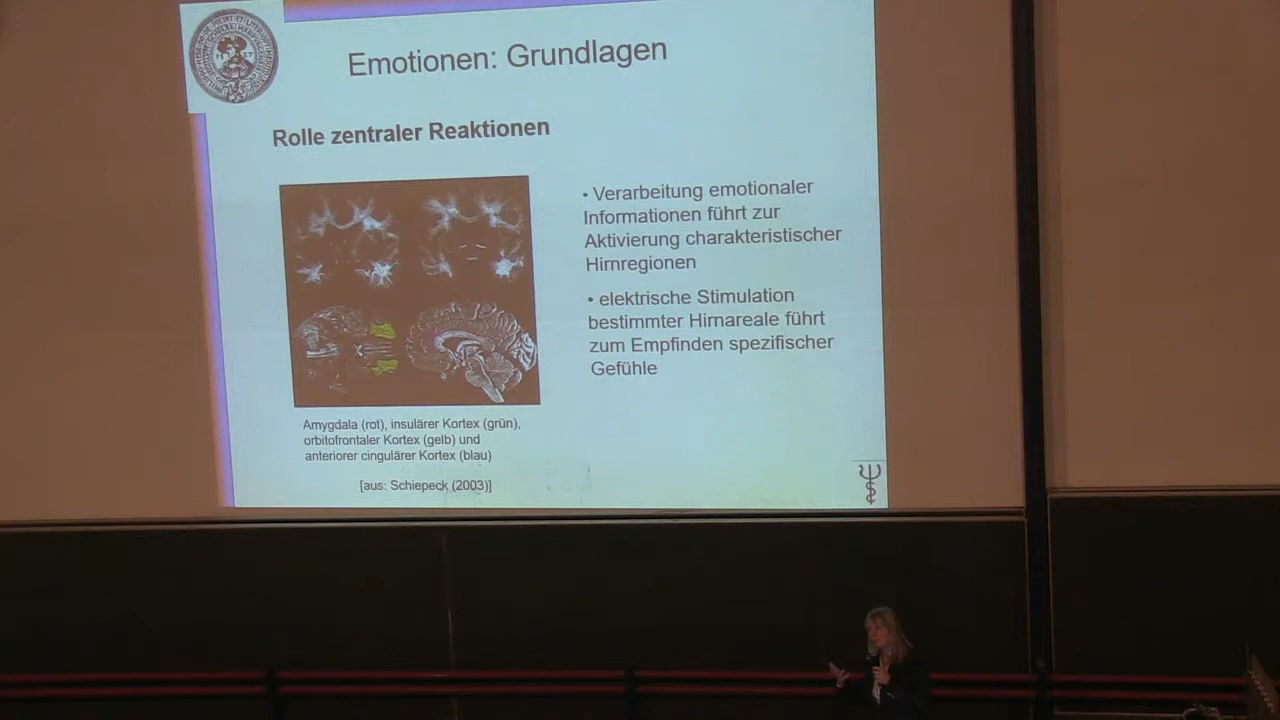 Emotionen: Grundlagen
Rolle zentraler Reaktionen
• Verarbeitung emotionaler
Informationen führt zur
Aktivierung charakteristischer
Hirnregionen
• elektrische Stimulation
bestimmter Hirnareale führt
zum Empfinden spezifischer
Gefühle
Amygdala (rot), insulärer Kortex (grün),
orbitofrontaler Kortex (gelb) und
anteriorer cingulärer Kortex (blau)
[aus: Schiepeck (2003)]